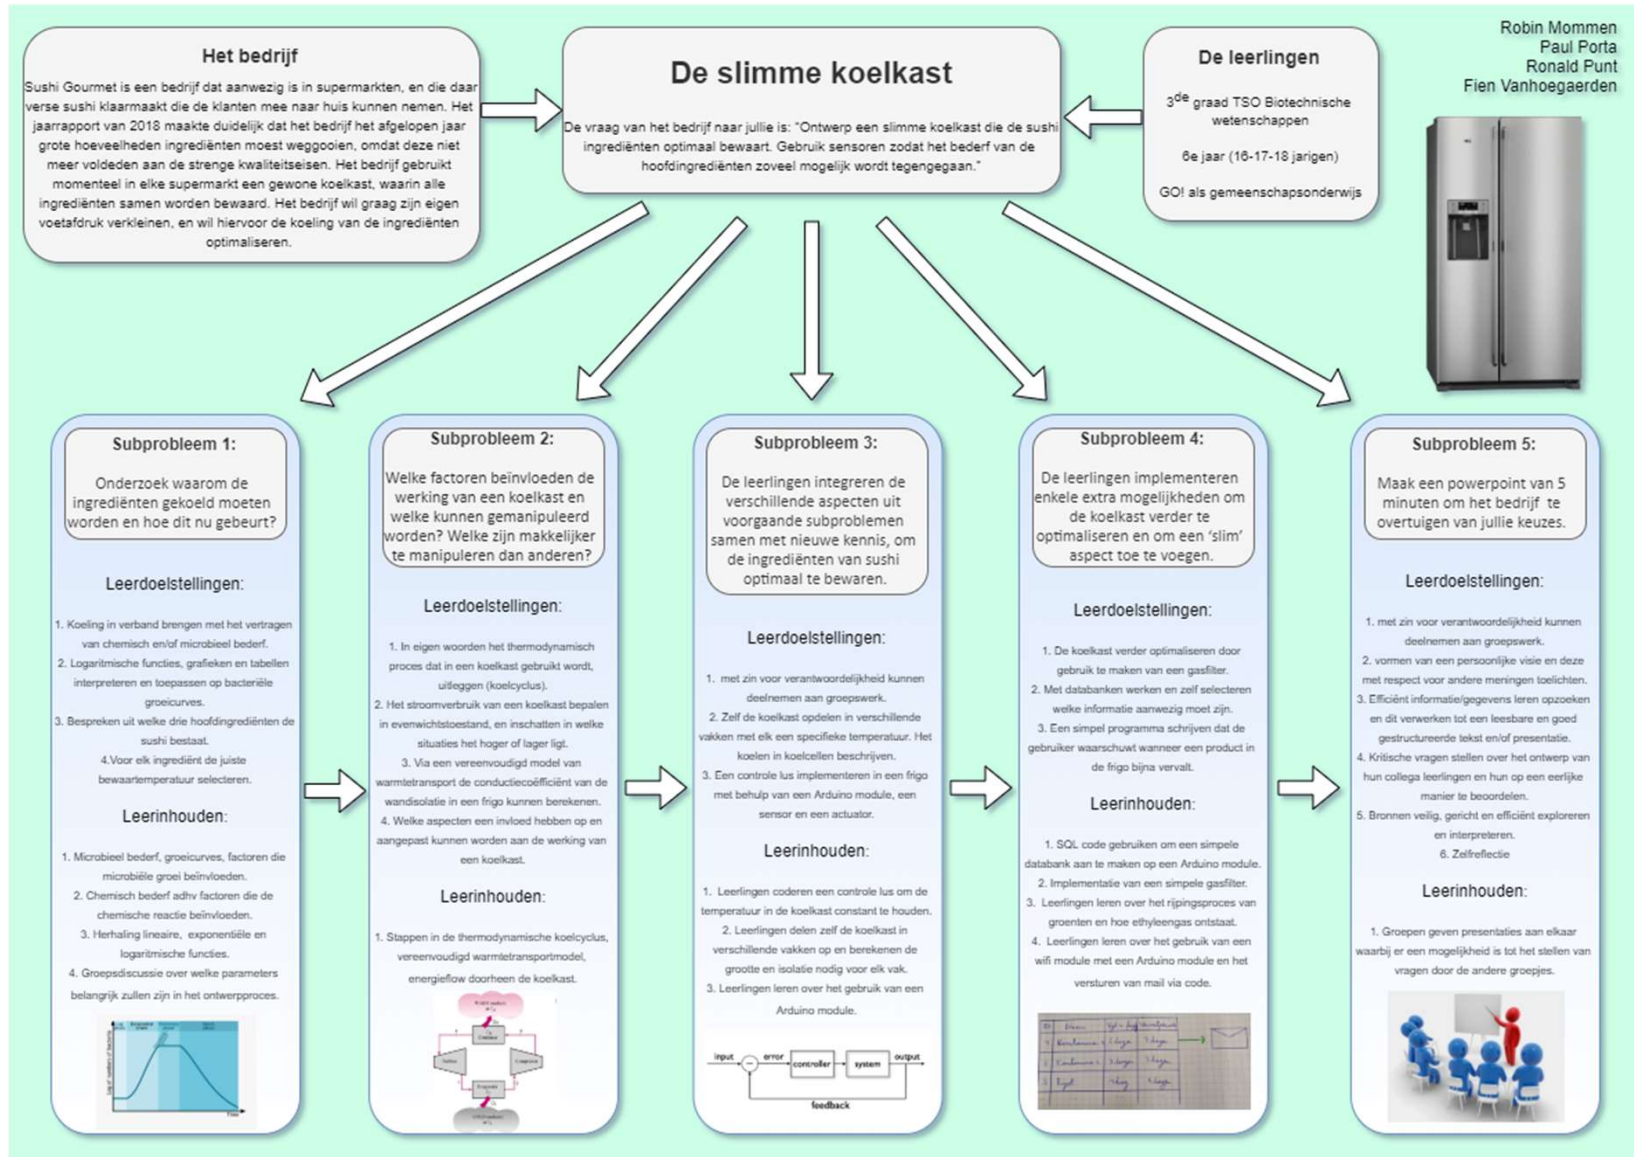 Robin Mommen
Paul Porta
Ronald Punt
Fien Vanhoegaerden
Het bedrijf
Sushi Gourmet is een bedrijf dat aanwezig is in supermarkten, en die daar
verse sushi klaarmaakt die de klanten mee naar huis kunnen nemen. Het
jaarrapport van 2018 maakte duidelijk dat het bedrijf het afgelopen jaar
grote hoeveelheden ingrediënten moest weggooien, omdat deze niet
meer voldeden aan de strenge kwaliteitseisen. Het bedrijf gebruikt
momenteel in elke supermarkt een gewone koelkast, waarin alle
ingrediënten samen worden bewaard. Het bedrijf wil graag zijn eigen
voetafdruk verkleinen, en wil hiervoor de koeling van de ingrediënten
optimaliseren.
De slimme koelkast
De vraag van het bedrijf naar jullie is: "Ontwerp een slimme koelkast die de sushi
ingrediënten optimaal bewaart. Gebruik sensoren zodat het bederf van de
hoofdingrediënten zoveel mogelijk wordt tegengegaan."
De leerlingen
3de graad TSO Biotechnische
wetenschappen
6e jaar (16-17-18 jarigen)
GO! als gemeenschapsonderwijs
Subprobleem 1:
Onderzoek waarom de
ingrediënten gekoeld moeten
worden en hoe dit nu gebeurt?
Leerdoelstellingen:
1. Koeling in verband brengen met het vertragen
van chemisch en/of microbieel bederf.
2. Logaritmische functies, grafieken en tabellen
interpreteren en toepassen op bacteriële
groeicurves.
3. Bespreken uit welke drie hoofdingrediënten de
sushi bestaat.
4.Voor elk ingrediënt de juiste
bewaartemperatuur selecteren.
Leerinhouden:
1. Microbieel bederf, groeicurves, factoren die
microbiële groei beïnvloeden.
2. Chemisch bederf adhv factoren die de
chemische reactie beïnvloeden.
3. Herhaling lineaire, exponentiële en
logaritmische functies.
4. Groepsdiscussie over welke parameters
belangrijk zullen zijn in het ontwerpproces.
Time
Subprobleem 2:
Welke factoren beïnvloeden de
werking van een koelkast en
welke kunnen gemanipuleerd
worden? Welke zijn makkelijker
te manipuleren dan anderen?
Leerdoelstellingen:
1. In eigen woorden het thermodynamisch
proces dat in een koelkast gebruikt wordt,
uitleggen (koelcyclus).
2. Het stroomverbruik van een koelkast bepalen
in evenwichtstoestand, en inschatten in welke
situaties het hoger of lager ligt.
3. Via een vereenvoudigd model van
warmtetransport de conductiecoëfficiënt van de
wandisolatie in een frigo kunnen berekenen.
4. Welke aspecten een invloed hebben op en
aangepast kunnen worden aan de werking van
een koelkast.
Leerinhouden:
1. Stappen in de thermodynamische koelcyclus,
vereenvoudigd warmtetransportmodel,
energieflow doorheen de koelkast.
Subprobleem 3:
De leerlingen integreren de
verschillende aspecten uit
voorgaande subproblemen
samen met nieuwe kennis, om
de ingrediënten van sushi
optimaal te bewaren.
Leerdoelstellingen:
1. met zin voor verantwoordelijkheid kunnen
deelnemen aan groepswerk.
2. Zelf de koelkast opdelen in verschillende
vakken met elk een specifieke temperatuur. Het
koelen in koelcellen beschrijven.
3. Een controle lus implementeren in een frigo
met behulp van een Arduino module, een
sensor en een actuator.
Leerinhouden:
1. Leerlingen coderen een controle lus om de
temperatuur in de koelkast constant te houden.
2. Leerlingen delen zelf de koelkast in
verschillende vakken op en berekenen de
grootte en isolatie nodig voor elk vak.
3. Leerlingen leren over het gebruik van een
Arduino module.
input error controller system output
feedback
Subprobleem 4:
De leerlingen implementeren
enkele extra mogelijkheden om
de koelkast verder te
optimaliseren en om een 'slim'
aspect toe te voegen.
Leerdoelstellingen:
1. De koelkast verder optimaliseren door
gebruik te maken van een gasfilter.
2. Met databanken werken en zelf selecteren
welke informatie aanwezig moet zijn.
3. Een simpel programma schrijven dat de
gebruiker waarschuwt wanneer een product in
de frigo bijna vervalt.
Leerinhouden:
1. SQL code gebruiken om een simpele
databank aan te maken op een Arduino module.
2. Implementatie van een simpele gasfilter.
3. Leerlingen leren over het rijpingsproces van
groenten en hoe ethyleengas ontstaat.
4. Leerlingen leren over het gebruik van een
wifi module met een Arduino module en het
versturen van mail via code.
Subprobleem 5:
Maak een powerpoint van 5
minuten om het bedrijf te
overtuigen van jullie keuzes.
Leerdoelstellingen:
1. met zin voor verantwoordelijkheid kunnen
deelnemen aan groepswerk.
2. vormen van een persoonlijke visie en deze
met respect voor andere meningen toelichten.
3. Efficiënt informatie/gegevens leren opzoeken
en dit verwerken tot een leesbare en goed
gestructureerde tekst en/of presentatie.
4. Kritische vragen stellen over het ontwerp van
hun collega leerlingen en hun op een eerlijke
manier te beoordelen.
5. Bronnen veilig, gericht en efficiënt exploreren
en interpreteren.
6. Zelfreflectie
Leerinhouden:
1. Groepen geven presentaties aan elkaar
waarbij er een mogelijkheid is tot het stellen van
vragen door de andere groepjes.